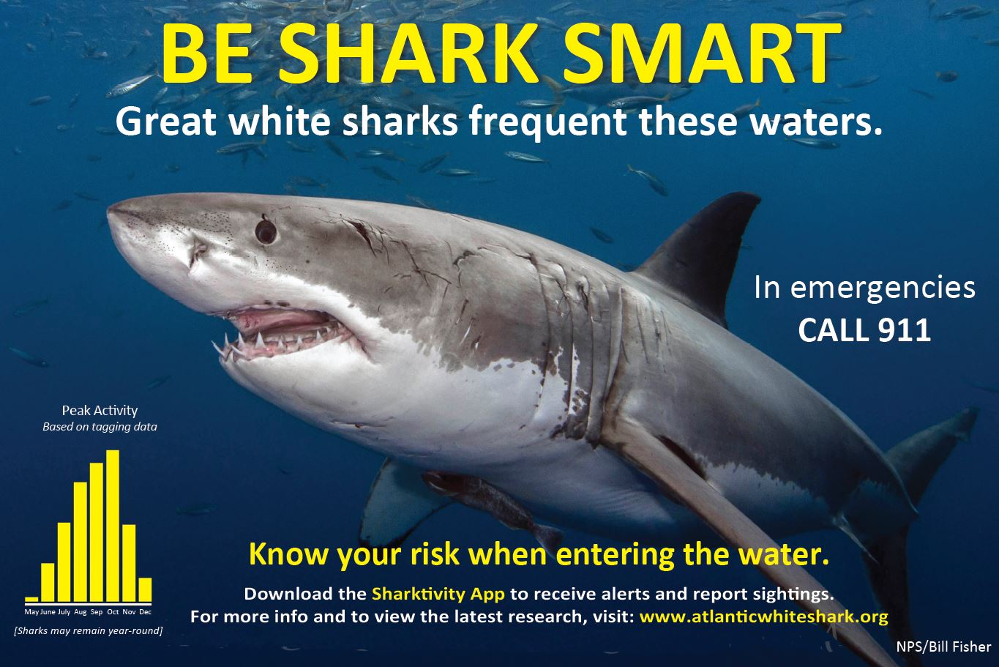 BE SHARK SMART
Great white sharks frequent these waters.
In emergencies
CALL 911
Peak Activity
Based on tagging data
May June July Aug Sep Oct Nov Dec
[Sharks may remain year-round]
Know your risk when entering the water.
Download the Sharktivity App to receive alerts and report sightings.
For more info and to view the latest research, visit: www.atlanticwhiteshark.org
NPS/Bill Fisher